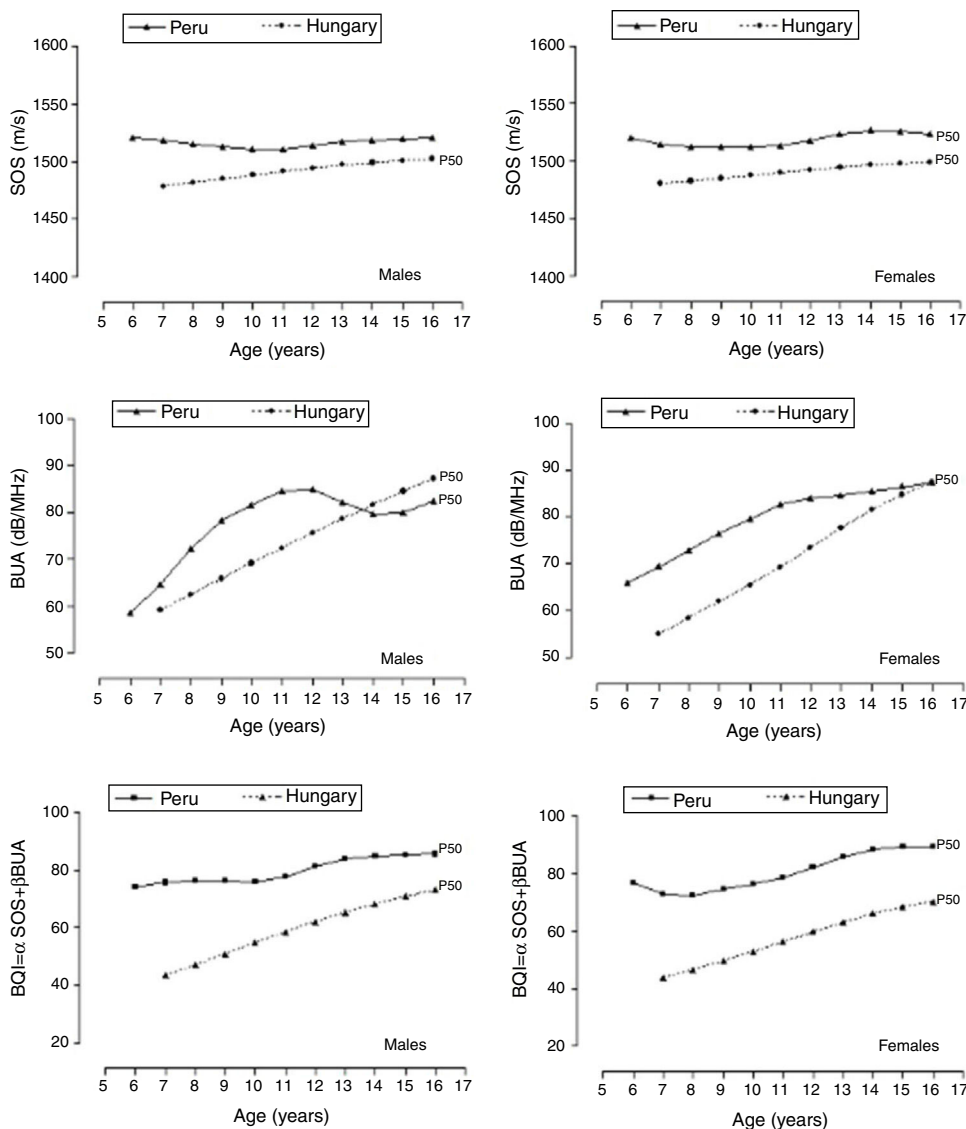 Peru Hungary
1600
1550
1500
1450
1400
SOS (m/s)
P50
P50
Males
5 6 7 8 9 10 11 12 13 14 15 16 17
Age (years)
Peru Hungary
1600
1550
1500
1450
1400
SOS (m/s)
P50
P50
Females
5 6 7 8 9 10 11 12 13 14 15 16 17
Age (years)
Peru Hungary
100
90
80
70
60
50
BUA (dB/MHz)
P50
P50
Males
5 6 7 8 9 10 11 12 13 14 15 16 17
Age (years)
Peru Hungary
100
90
80
70
60
50
BUA (dB/MHz)
P50
Females
5 6 7 8 9 10 11 12 13 14 15 16 17
Age (years)
Peru Hungary
100
80
60
40
20
BQI=α SOS+βBUA
P50
P50
Males
5 6 7 8 9 10 11 12 13 14 15 16 17
Age (years)
Peru Hungary
100
80
60
40
20
BQI=α SOS+βBUA
P50
P50
Females
5 6 7 8 9 10 11 12 13 14 15 16 17
Age (years)